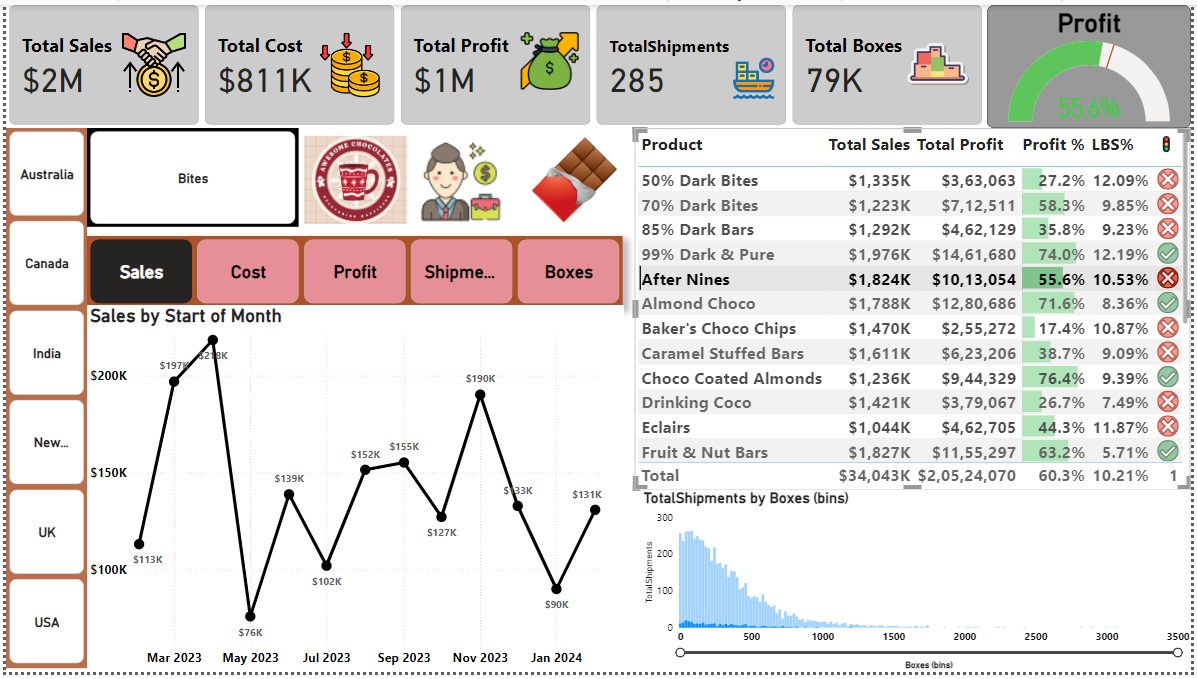 Total Sales
$2M
Total Cost
$811K
Total Profit
$1M
TotalShipments
285
Total Boxes
79K
Profit
55.6%
Australia
Canada
India
New...
UK
USA
Bites
AWESOME CHOCOLATES
Sales
Cost
Profit
Shipme...
Boxes
Sales by Start of Month
$200K
$150K
$100K
$113K
$197K
$218K
$76K
$139K
$102K
$152K
$155K
$127K
$190K
$133K
$90K
$131K
Mar 2023 May 2023 Jul 2023 Sep 2023 Nov 2023 Jan 2024
Product Total Sales Total Profit Profit % LBS%
50% Dark Bites $1,335K $3,63,063 27.2% 12.09%
70% Dark Bites $1,223K $7,12,511 58.3% 9.85%
85% Dark Bars $1,292K $4,62,129 35.8% 9.23%
99% Dark & Pure $1,976K $14,61,680 74.0% 12.19%
After Nines $1,824K $10,13,054 55.6% 10.53%
Almond Choco $1,788K $12,80,686 71.6% 8.36%
Baker's Choco Chips $1,470K $2,55,272 17.4% 10.87%
Caramel Stuffed Bars $1,611K $6,23,206 38.7% 9.09%
Choco Coated Almonds $1,236K $9,44,329 76.4% 9.39%
Drinking Coco $1,421K $3,79,067 26.7% 7.49%
Eclairs $1,044K $4,62,705 44.3% 11.87%
Fruit & Nut Bars $1,827K $11,55,297 63.2% 5.71%
Total $34,043K $2,05,24,070 60.3% 10.21% 1
TotalShipments by Boxes (bins)
TotalShipments
300
200
100
0
0 500 1000 1500 2000 2500 3000 3500
Boxes (bins)